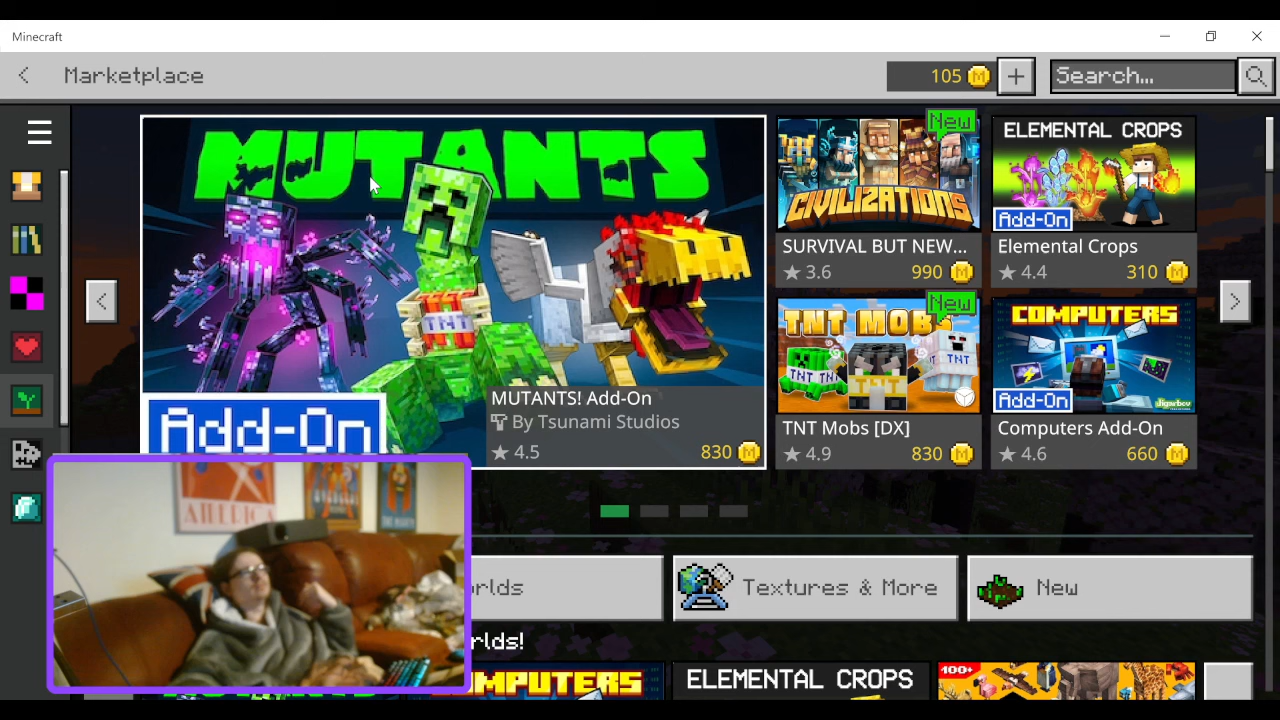 Minecraft
Marketplace
105
Search...
MUTANTS
TNT
Add-On
MUTANTS! Add-On
By Tsunami Studios
4.5
830
New
CIVILIZATIONS
SURVIVAL BUT NEW...
3.6
990
ELEMENTAL CROPS
Add-On
Elemental Crops
4.4
310
New
TNT MOBS
TNT TNT
TNT
TNT
TNT Mobs [DX]
4.9
830
COMPUTERS
Add-On
Computers Add-On
4.6
660
AMERICA
rlds
Textures & More
New
rlds!
MPUTERS
ELEMENTAL CROPS
100+